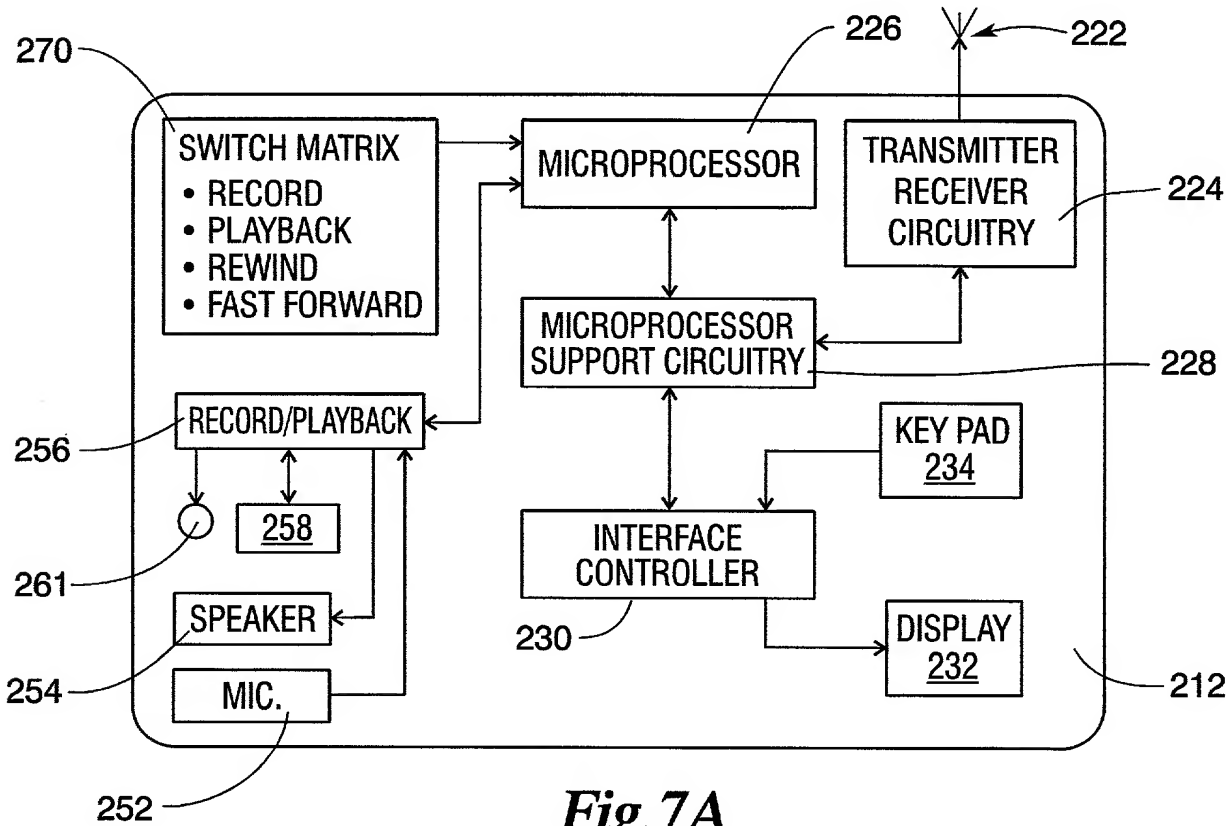 270
226
222
SWITCH MATRIX
• RECORD
• PLAYBACK
• REWIND
• FAST FORWARD
MICROPROCESSOR
TRANSMITTER
RECEIVER
CIRCUITRY
224
MICROPROCESSOR
SUPPORT CIRCUITRY
228
RECORD/PLAYBACK
256
KEY PAD
234
261
258
INTERFACE
CONTROLLER
230
SPEAKER
254
DISPLAY
232
212
MIC.
252
Fig. 7A